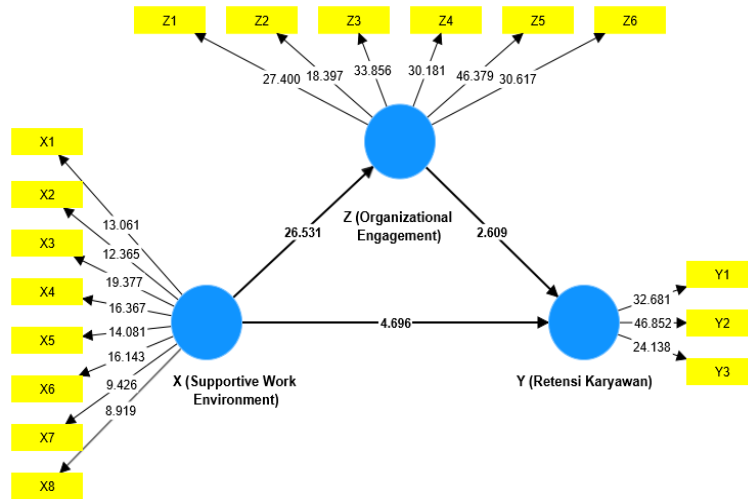 Z1
Z2
Z3
Z4
Z5
Z6
27.400
18.397
33.856
30.181
46.379
30.617
X1
X2
X3
X4
X5
X6
X7
X8
13.061
12.365
19.377
16.367
14.081
16.143
9.426
8.919
26.531
Z (Organizational
Engagement)
2.609
4.696
X (Supportive Work
Environment)
Y (Retensi Karyawan)
32.681
46.852
24.138
Y1
Y2
Y3